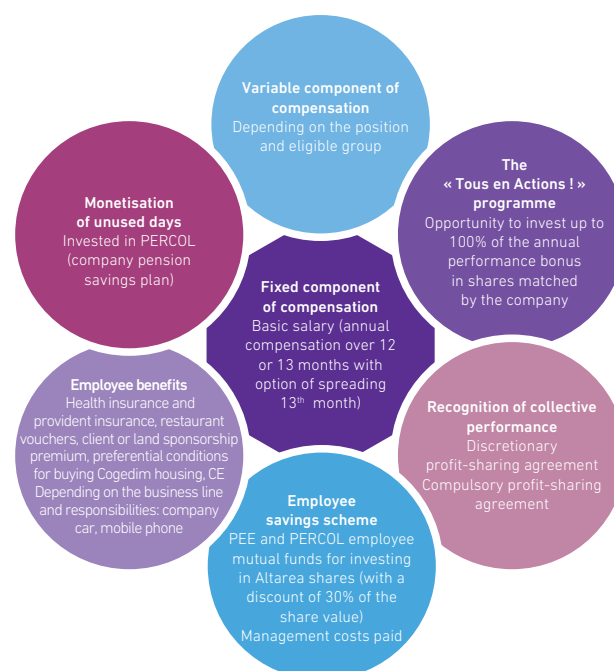 Variable component of
compensation
Depending on the position
and eligible group
The
« Tous en Actions ! »
programme
Opportunity to invest up to
100% of the annual
performance bonus
in shares matched
by the company
Monetisation
of unused days
Invested in PERCOL
(company pension
savings plan)
Fixed component
of compensation
Basic salary (annual
compensation over 12
or 13 months with
option of spreading
13th month)
Employee benefits
Health insurance and
provident insurance, restaurant
vouchers, client or land sponsorship
premium, preferential conditions
for buying Cogedim housing, CE
Depending on the business line
and responsibilities: company
car, mobile phone
Recognition of collective
performance
Discretionary
profit-sharing agreement
Compulsory profit-sharing
agreement
Employee
savings scheme
PEE and PERCOL employee
mutual funds for investing
in Altarea shares (with a
discount of 30% of the
share value)
Management costs paid